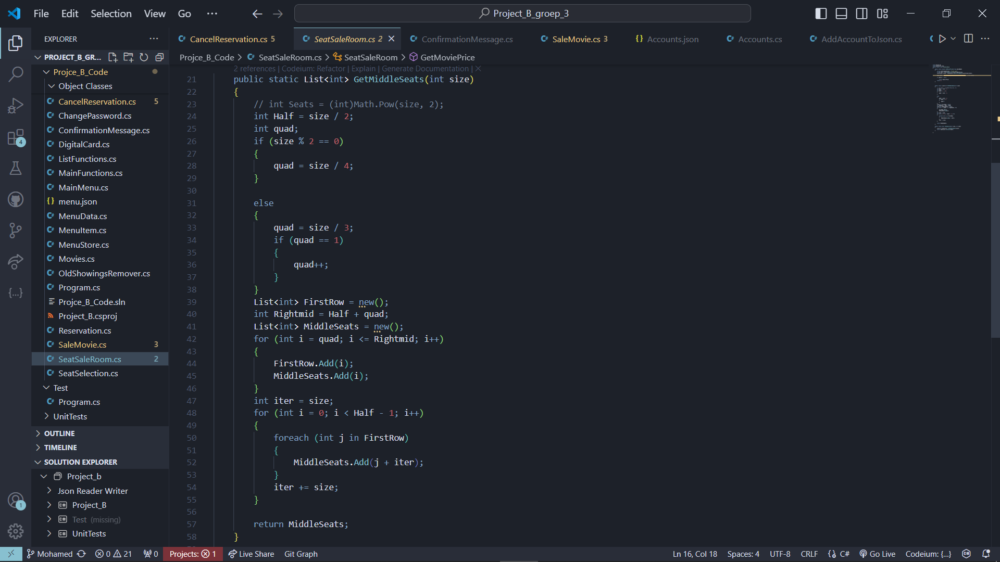 File Edit Selection View Go ··· Project_B_groep_3
EXPLORER ···
PROJECT_B_GR...
Projce_B_Code
Object Classes
CancelReservation.cs 5
ChangePassword.cs
ConfirmationMessage.cs
DigitalCard.cs
ListFunctions.cs
MainFunctions.cs
MainMenu.cs
{} menu.json
MenuData.cs
MenuItem.cs
MenuStore.cs
Movies.cs
OldShowingsRemover.cs
Program.cs
Projce_B_Code.sln
Project_B.csproj
Reservation.cs
SaleMovie.cs 3
SeatSaleRoom.cs 2
SeatSelection.cs
Test
Program.cs
UnitTests
OUTLINE
TIMELINE
SOLUTION EXPLORER
Project_b
Json Reader Writer
Project_B
Test (missing)
UnitTests
4
{...}
1
CancelReservation.cs 5 SeatSaleRoom.cs 2 ConfirmationMessage.cs SaleMovie.cs 3 {} Accounts.json Accounts.cs AddAccountToJson.cs
Projce_B_Code > SeatSaleRoom.cs > SeatSaleRoom > GetMoviePrice
2 references | Codeium: Refactor | Explain | Generate Documentation | X
21 public static List<int> GetMiddleSeats(int size)
22 {
23 // int Seats = (int)Math.Pow(size, 2);
24 int Half = size / 2;
25 int quad;
26 if (size % 2 == 0)
27 {
28 quad = size / 4;
29 }
30
31 else
32 {
33 quad = size / 3;
34 if (quad == 1)
35 {
36 quad++;
37 }
38 }
39 List<int> FirstRow = new();
40 int Rightmid = Half + quad;
41 List<int> MiddleSeats = new();
42 for (int i = quad; i <= Rightmid; i++)
43 {
44 FirstRow.Add(i);
45 MiddleSeats.Add(i);
46 }
47 int iter = size;
48 for (int i = 0; i < Half - 1; i++)
49 {
50 foreach (int j in FirstRow)
51 {
52 MiddleSeats.Add(j + iter);
53 }
54 iter += size;
55 }
56
57 return MiddleSeats;
58 }
Mohamed 0 21 0 Projects: 1 Live Share Git Graph Ln 16, Col 18 Spaces: 4 UTF-8 CRLF C# Go Live Codeium: {...}